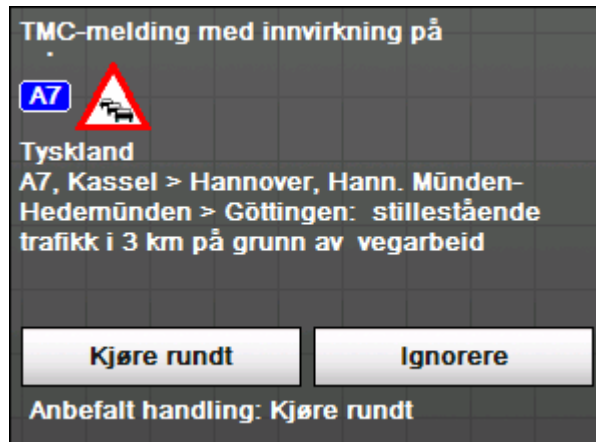 TMC-melding med innvirkning på
A7
Tyskland
A7, Kassel > Hannover, Hann. Münden-
Hedemünden > Göttingen: stillestående
trafikk i 3 km på grunn av vegarbeid
Kjøre rundt
Ignorere
Anbefalt handling: Kjøre rundt